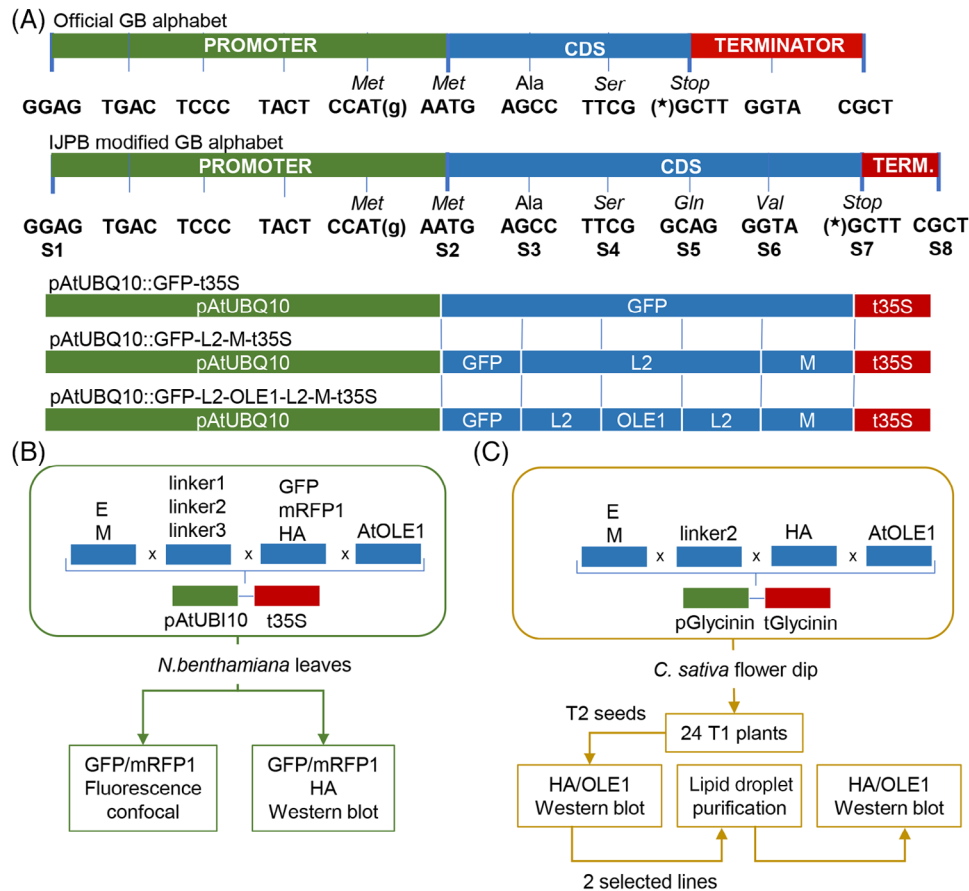 (A)
Official GB alphabet
PROMOTER CDS TERMINATOR
Met Met Ala Ser Stop
GGAG TGAC TCCC TACT CCAT(g) AATG AGCC TTCG (★)GCTT GGTA CGCT
IJPB modified GB alphabet
PROMOTER CDS TERM.
Met Met Ala Ser Gln Val Stop
GGAG TGAC TCCC TACT CCAT(g) AATG AGCC TTCG GCAG GGTA (★)GCTT CGCT
S1 S2 S3 S4 S5 S6 S7 S8
pAtUBQ10::GFP-t35S
pAtUBQ10 GFP t35S
pAtUBQ10::GFP-L2-M-t35S
pAtUBQ10 GFP L2 M t35S
pAtUBQ10::GFP-L2-OLE1-L2-M-t35S
pAtUBQ10 GFP L2 OLE1 L2 M t35S
(B)
E
M
linker1
linker2
linker3
GFP
mRFP1
HA
AtOLE1
x x x
pAtUBI10 t35S
N.benthamiana leaves
GFP/mRFP1
Fluorescence
confocal
GFP/mRFP1
HA
Western blot
(C)
E
M
linker2
HA
AtOLE1
x x x
pGlycinin tGlycinin
C. sativa flower dip
T2 seeds
24 T1 plants
HA/OLE1
Western blot
Lipid droplet
purification
HA/OLE1
Western blot
2 selected lines